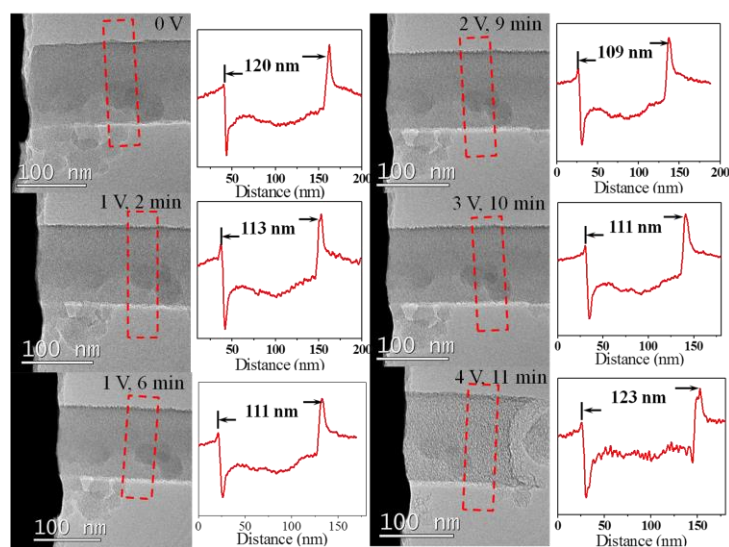 0 V
120 nm
100 nm
0 50 100 150 200
Distance (nm)
2 V, 9 min
109 nm
100 nm
0 50 100 150 200
Distance (nm)
1 V, 2 min
113 nm
100 nm
50 100 150 200
Distance (nm)
3 V, 10 min
111 nm
100 nm
0 50 100 150
Distance (nm)
1 V, 6 min
111 nm
100 nm
0 50 100 150
Distance (nm)
4 V, 11 min
123 nm
100 nm
0 50 100 150
Distance (nm)